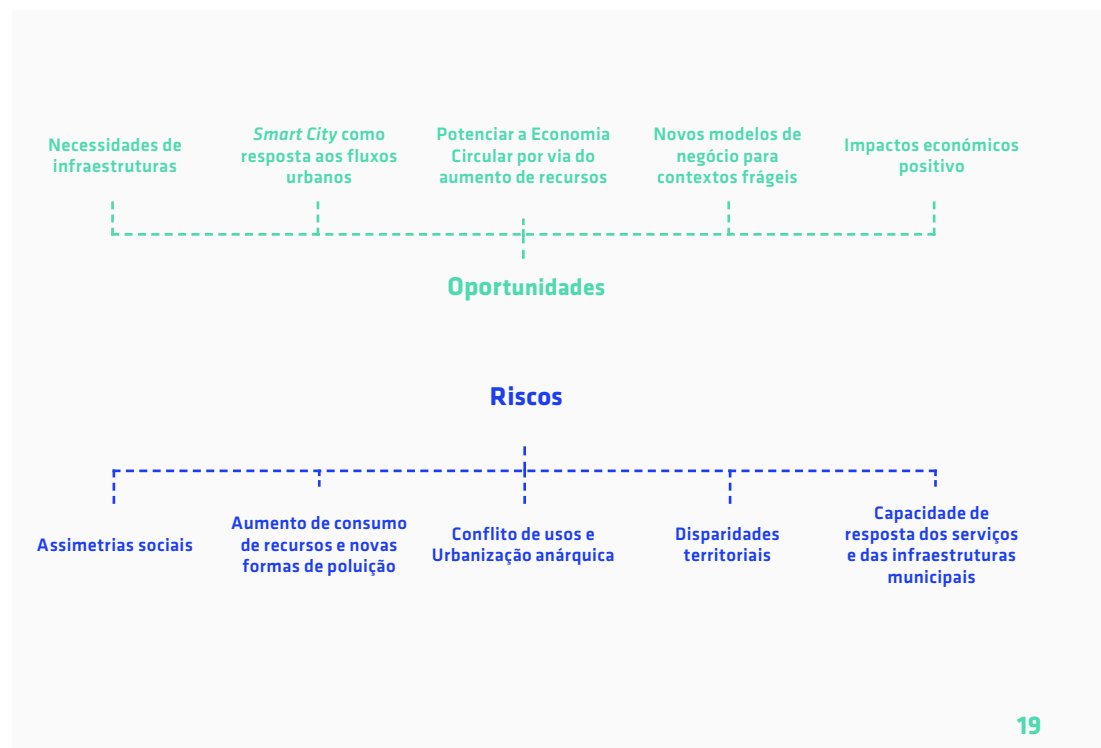 Necessidades de
infraestruturas
Smart City como
resposta aos fluxos
urbanos
Potenciar a Economia
Circular por via do
aumento de recursos
Novos modelos de
negócio para
contextos frágeis
Impactos económicos
positivo
Oportunidades
Riscos
Assimetrias sociais
Aumento de consumo
de recursos e novas
formas de poluição
Conflito de usos e
Urbanização anárquica
Disparidades
territoriais
Capacidade de
resposta dos serviços
e das infraestruturas
municipais
19